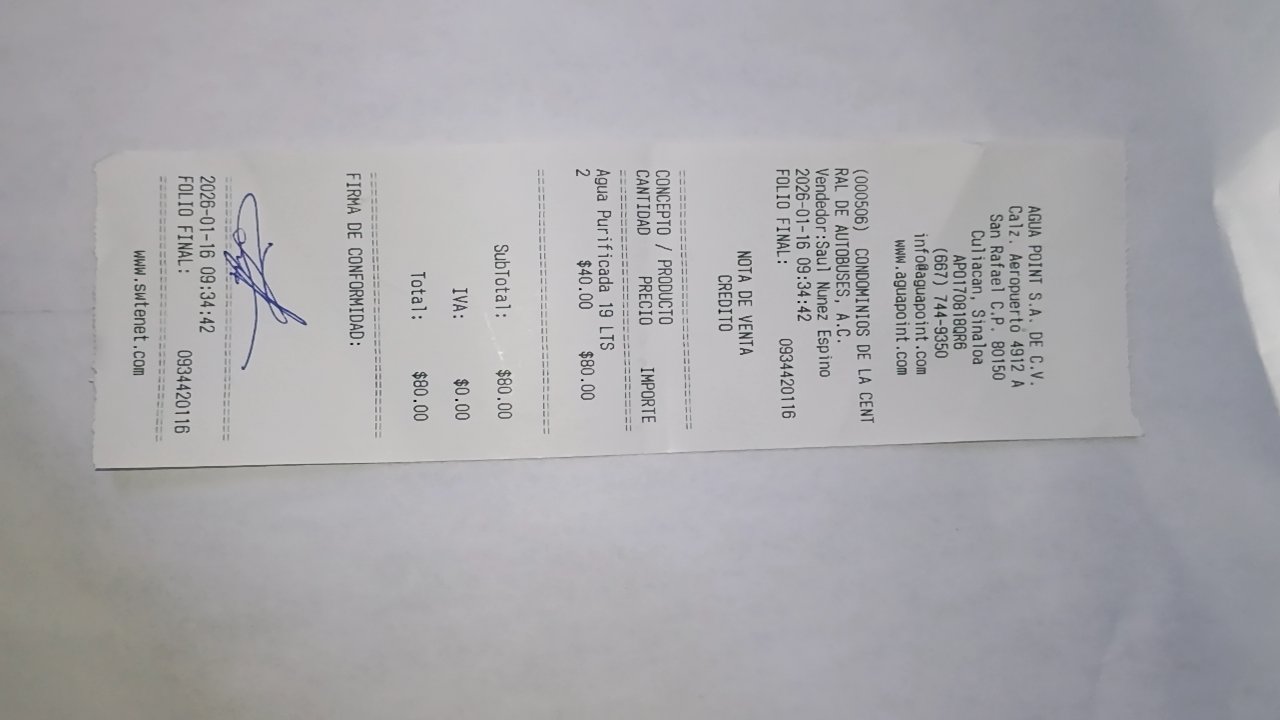 AGUA POINT S.A. DE C.V.
Calz. Aeropuerto 4912 A
San Rafael C.P. 80150
Culiacan, Sinaloa
APO170818QR6
(667) 744-9350
info@aguapoint.com
www.aguapoint.com
(000506) CONDOMINIOS DE LA CENT
RAL DE AUTOBUSES, A.C.
Vendedor:Saul Nunez Espino
2026-01-16 09:34:42 0934420116
FOLIO FINAL:
NOTA DE VENTA
CREDITO
===============================
CONCEPTO / PRODUCTO
CANTIDAD PRECIO IMPORTE
===============================
Agua Purificada 19 LTS
2 $40.00 $80.00
===============================
SubTotal: $80.00
IVA: $0.00
Total: $80.00
===============================
FIRMA DE CONFORMIDAD:
===============================
2026-01-16 09:34:42
FOLIO FINAL: 0934420116
===============================
www.swtenet.com